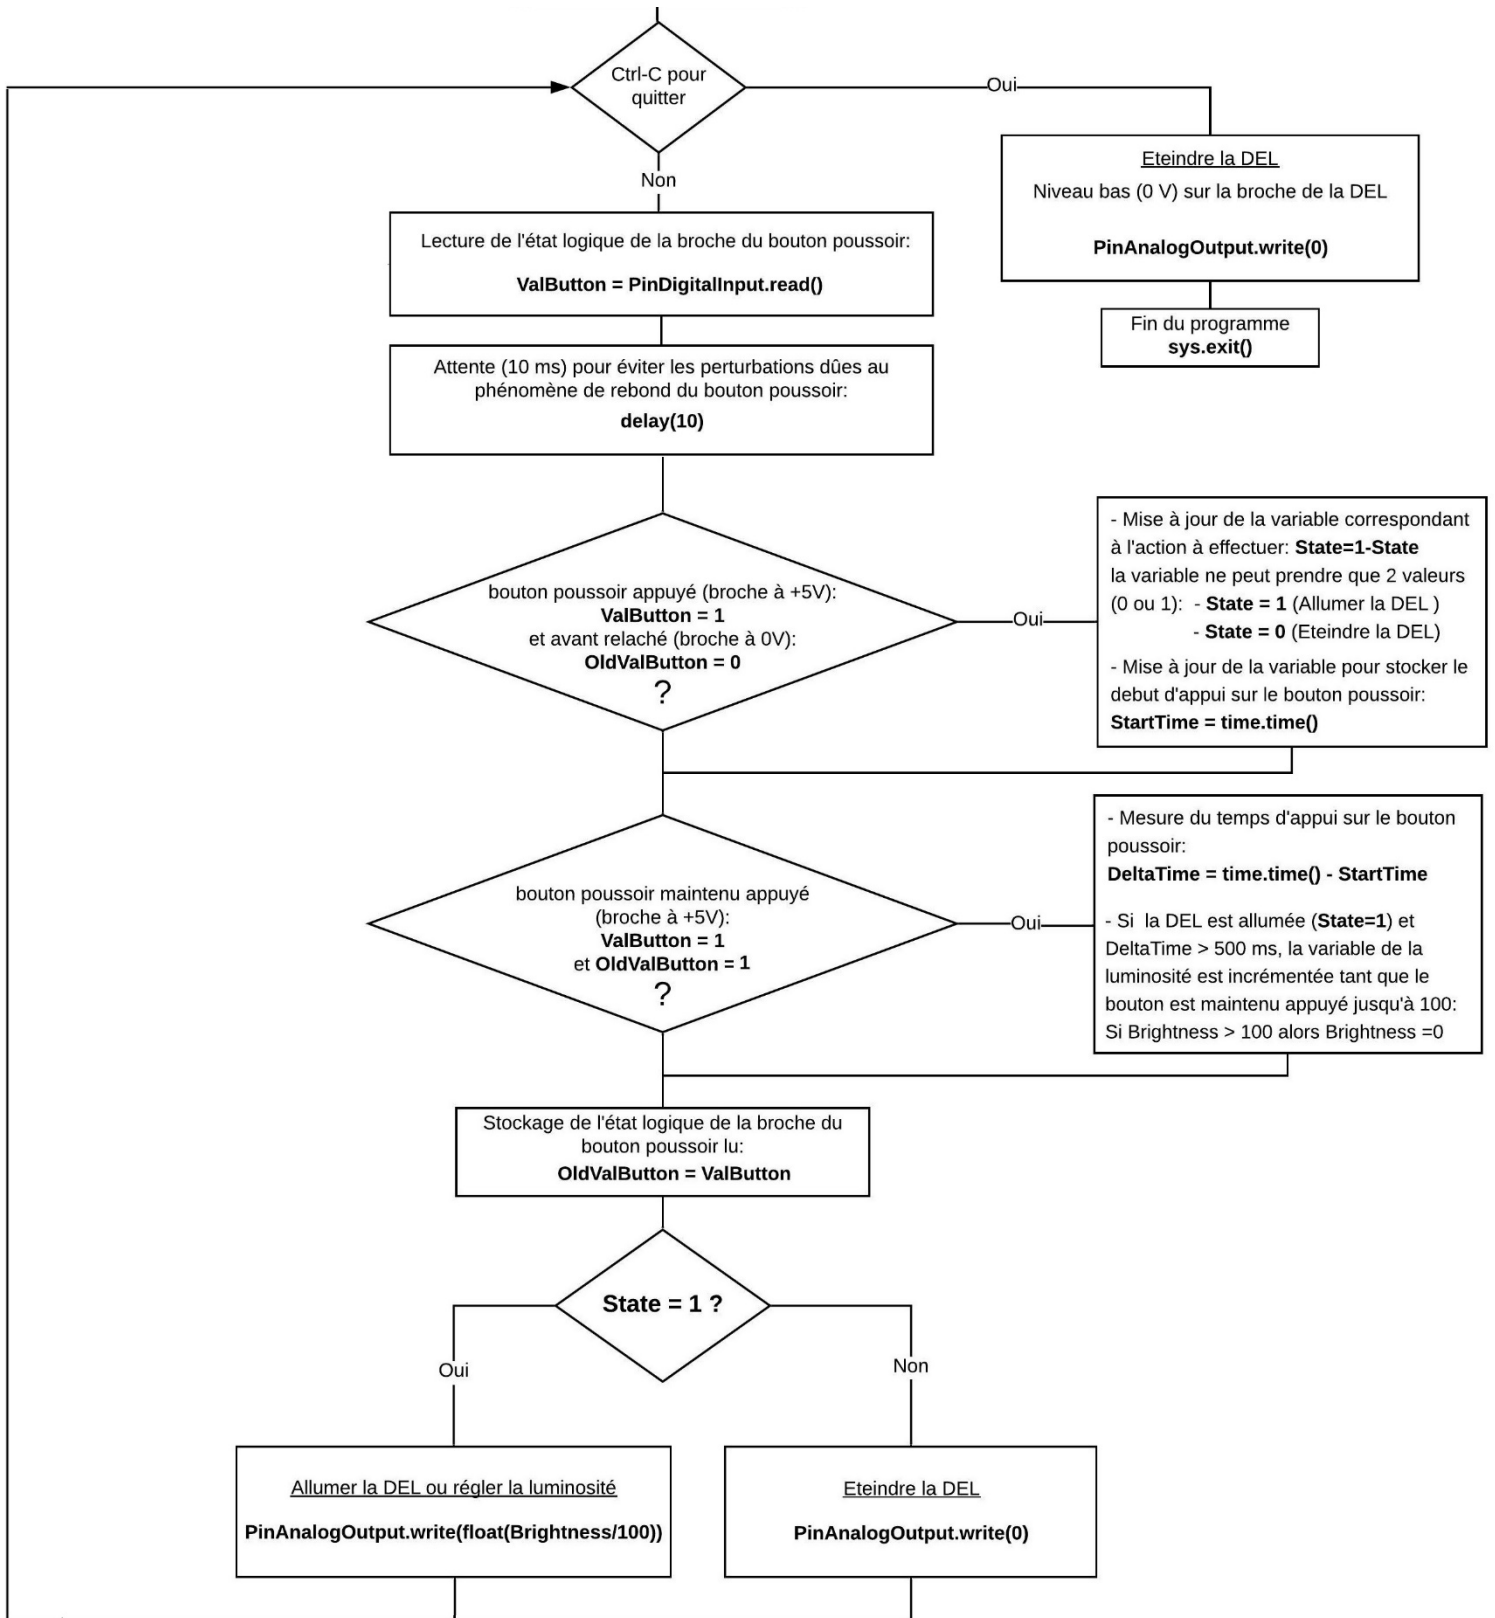 Ctrl-C pour
quitter
Oui
Non
Eteindre la DEL
Niveau bas (0 V) sur la broche de la DEL
PinAnalogOutput.write(0)
Fin du programme
sys.exit()
Lecture de l'état logique de la broche du bouton poussoir:
ValButton = PinDigitalInput.read()
Attente (10 ms) pour éviter les perturbations dûes au
phénomène de rebond du bouton poussoir:
delay(10)
bouton poussoir appuyé (broche à +5V):
ValButton = 1
et avant relaché (broche à 0V):
OldValButton = 0
?
Oui
- Mise à jour de la variable correspondant
à l'action à effectuer: State=1-State
la variable ne peut prendre que 2 valeurs
(0 ou 1): - State = 1 (Allumer la DEL )
- State = 0 (Eteindre la DEL)
- Mise à jour de la variable pour stocker le
debut d'appui sur le bouton poussoir:
StartTime = time.time()
bouton poussoir maintenu appuyé
(broche à +5V):
ValButton = 1
et OldValButton = 1
?
Oui
- Mesure du temps d'appui sur le bouton
poussoir:
DeltaTime = time.time() - StartTime
- Si la DEL est allumée (State=1) et
DeltaTime > 500 ms, la variable de la
luminosité est incrémentée tant que le
bouton est maintenu appuyé jusqu'à 100:
Si Brightness > 100 alors Brightness =0
Stockage de l'état logique de la broche du
bouton poussoir lu:
OldValButton = ValButton
State = 1 ?
Oui
Non
Allumer la DEL ou régler la luminosité
PinAnalogOutput.write(float(Brightness/100))
Eteindre la DEL
PinAnalogOutput.write(0)